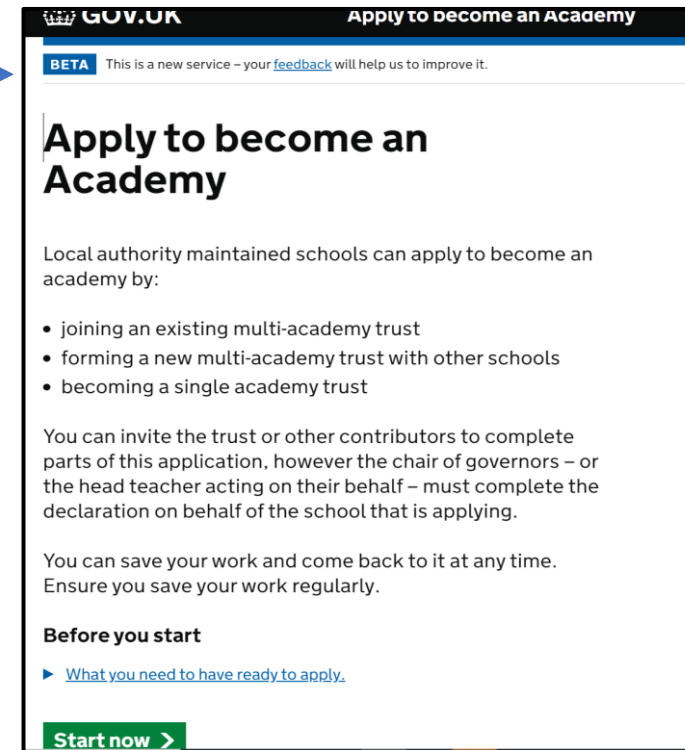 GOV.UK Apply to become an Academy
BETA This is a new service – your feedback will help us to improve it.
Apply to become an
Academy
Local authority maintained schools can apply to become an
academy by:
• joining an existing multi-academy trust
• forming a new multi-academy trust with other schools
• becoming a single academy trust
You can invite the trust or other contributors to complete
parts of this application, however the chair of governors – or
the head teacher acting on their behalf – must complete the
declaration on behalf of the school that is applying.
You can save your work and come back to it at any time.
Ensure you save your work regularly.
Before you start
What you need to have ready to apply.
Start now